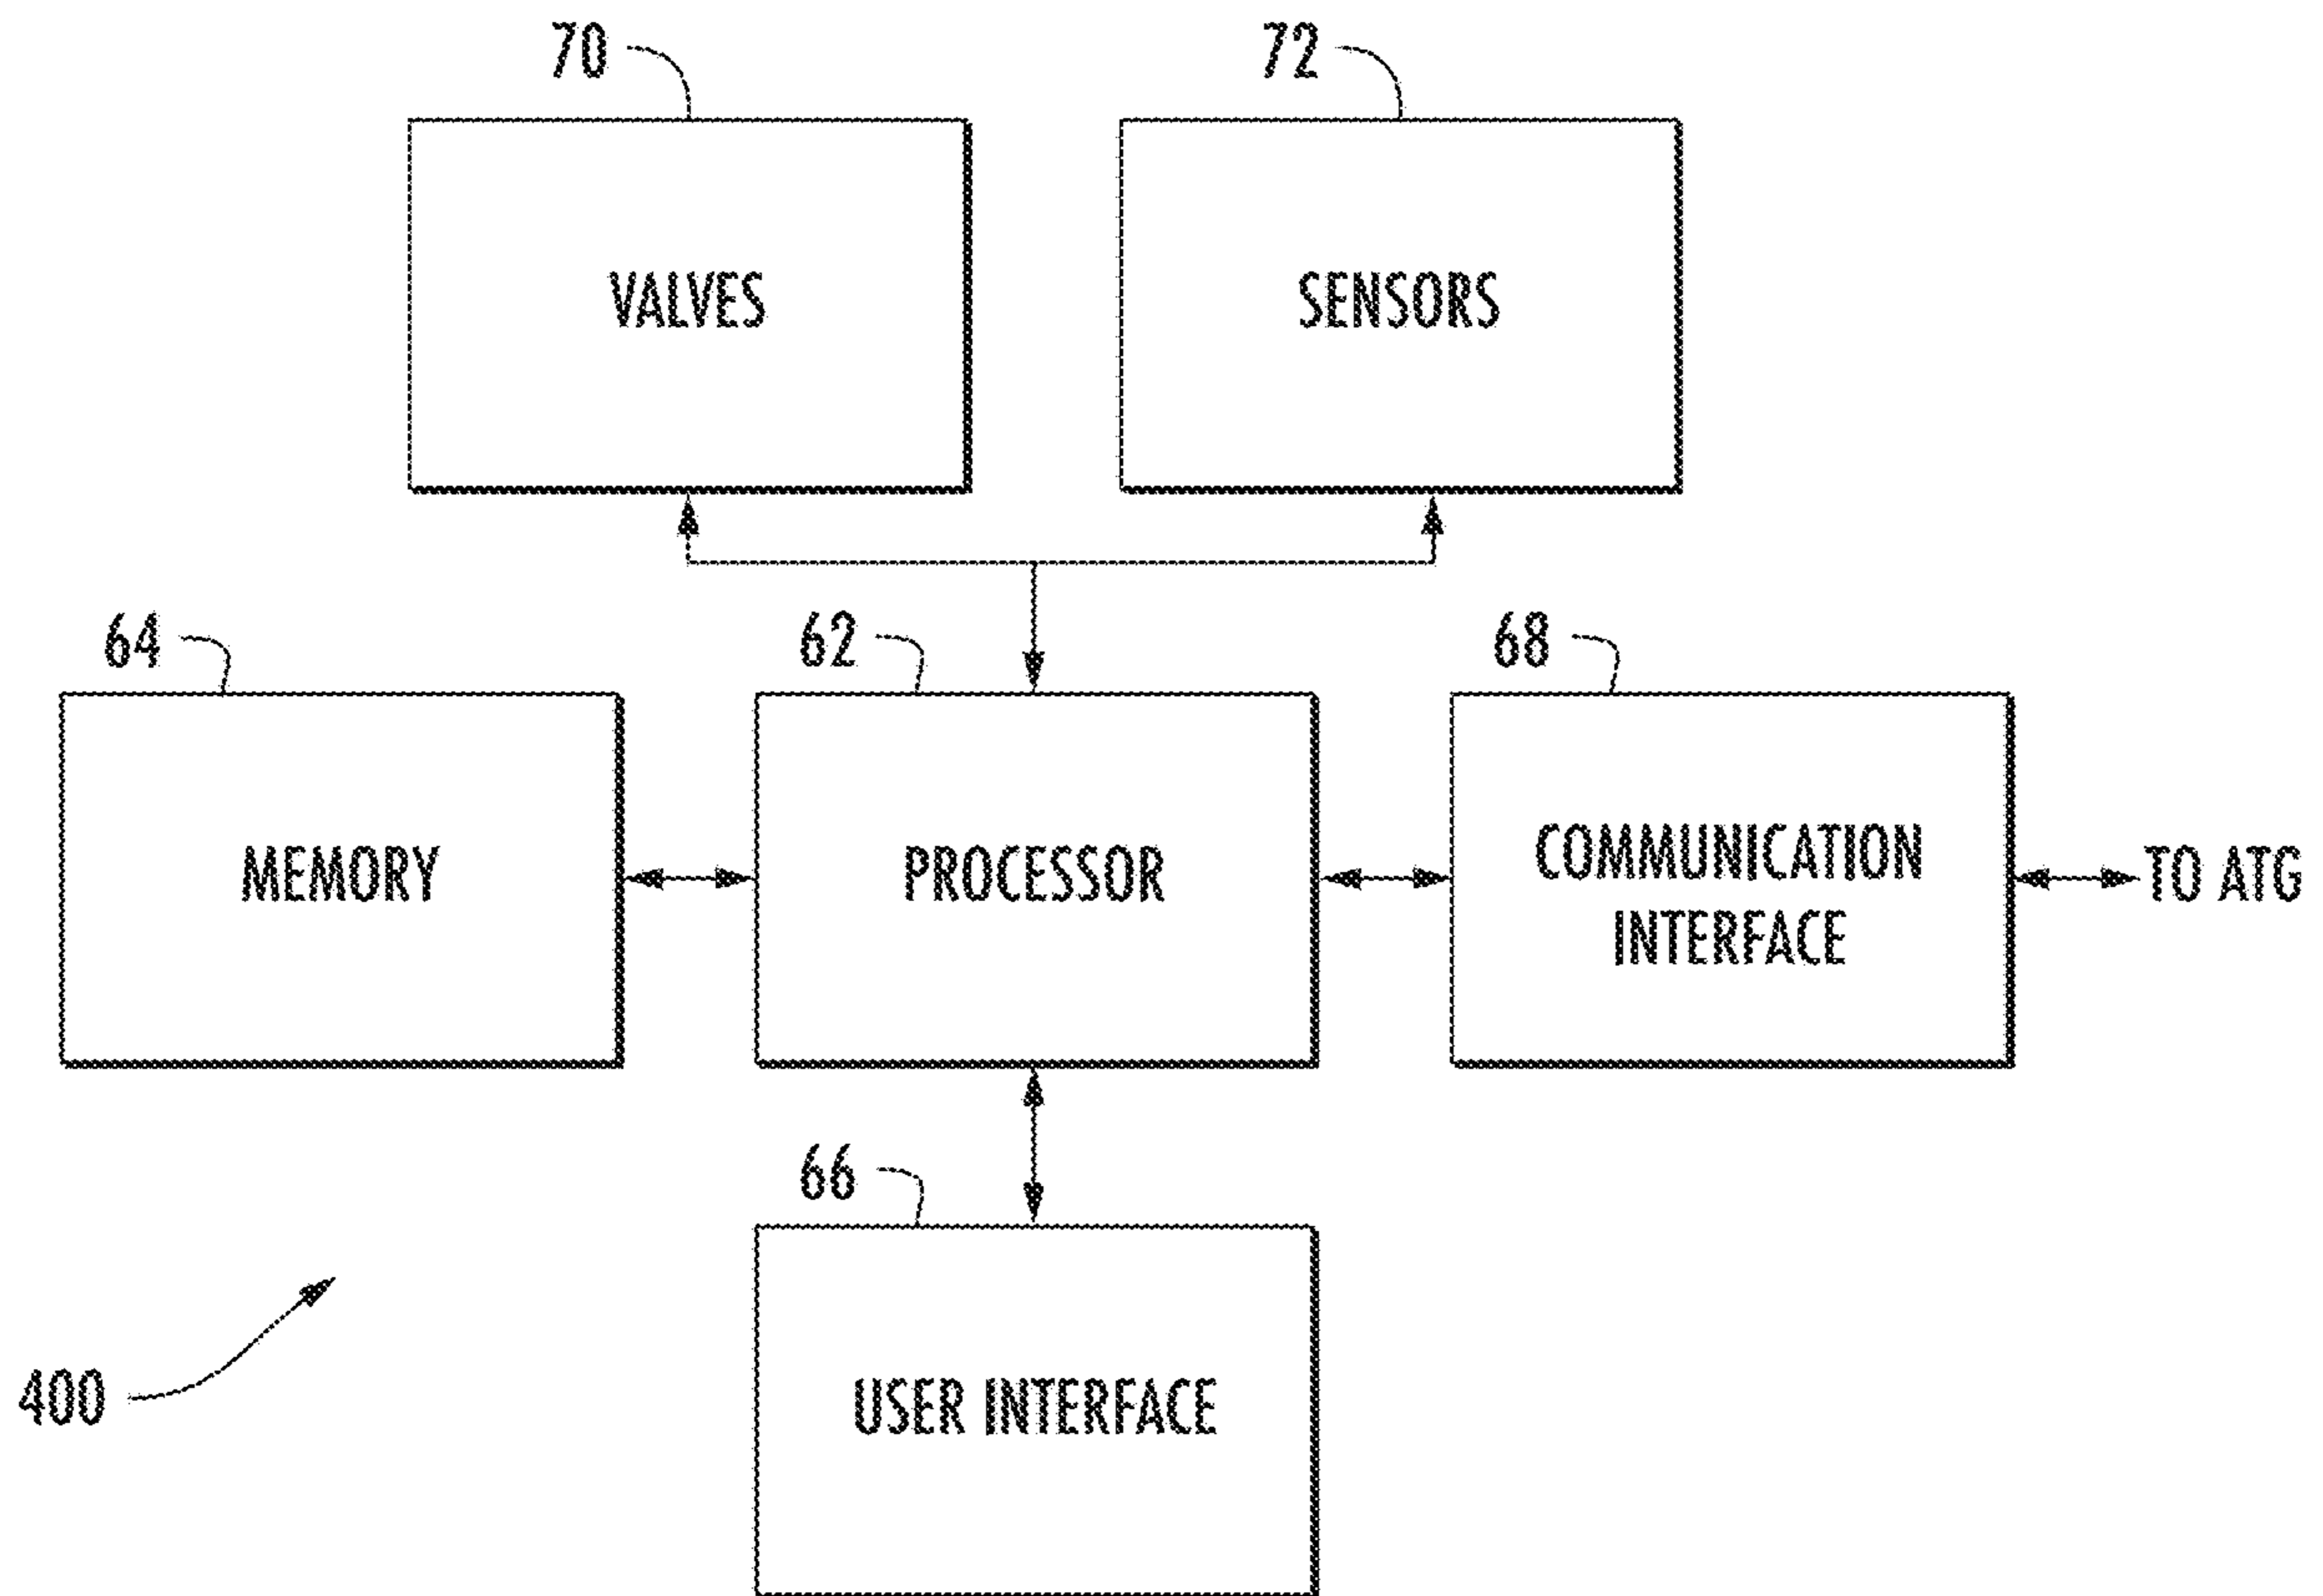 70
72
VALVES
SENSORS
64
62
68
MEMORY
PROCESSOR
COMMUNICATION
INTERFACE
TO ATG
66
USER INTERFACE
400